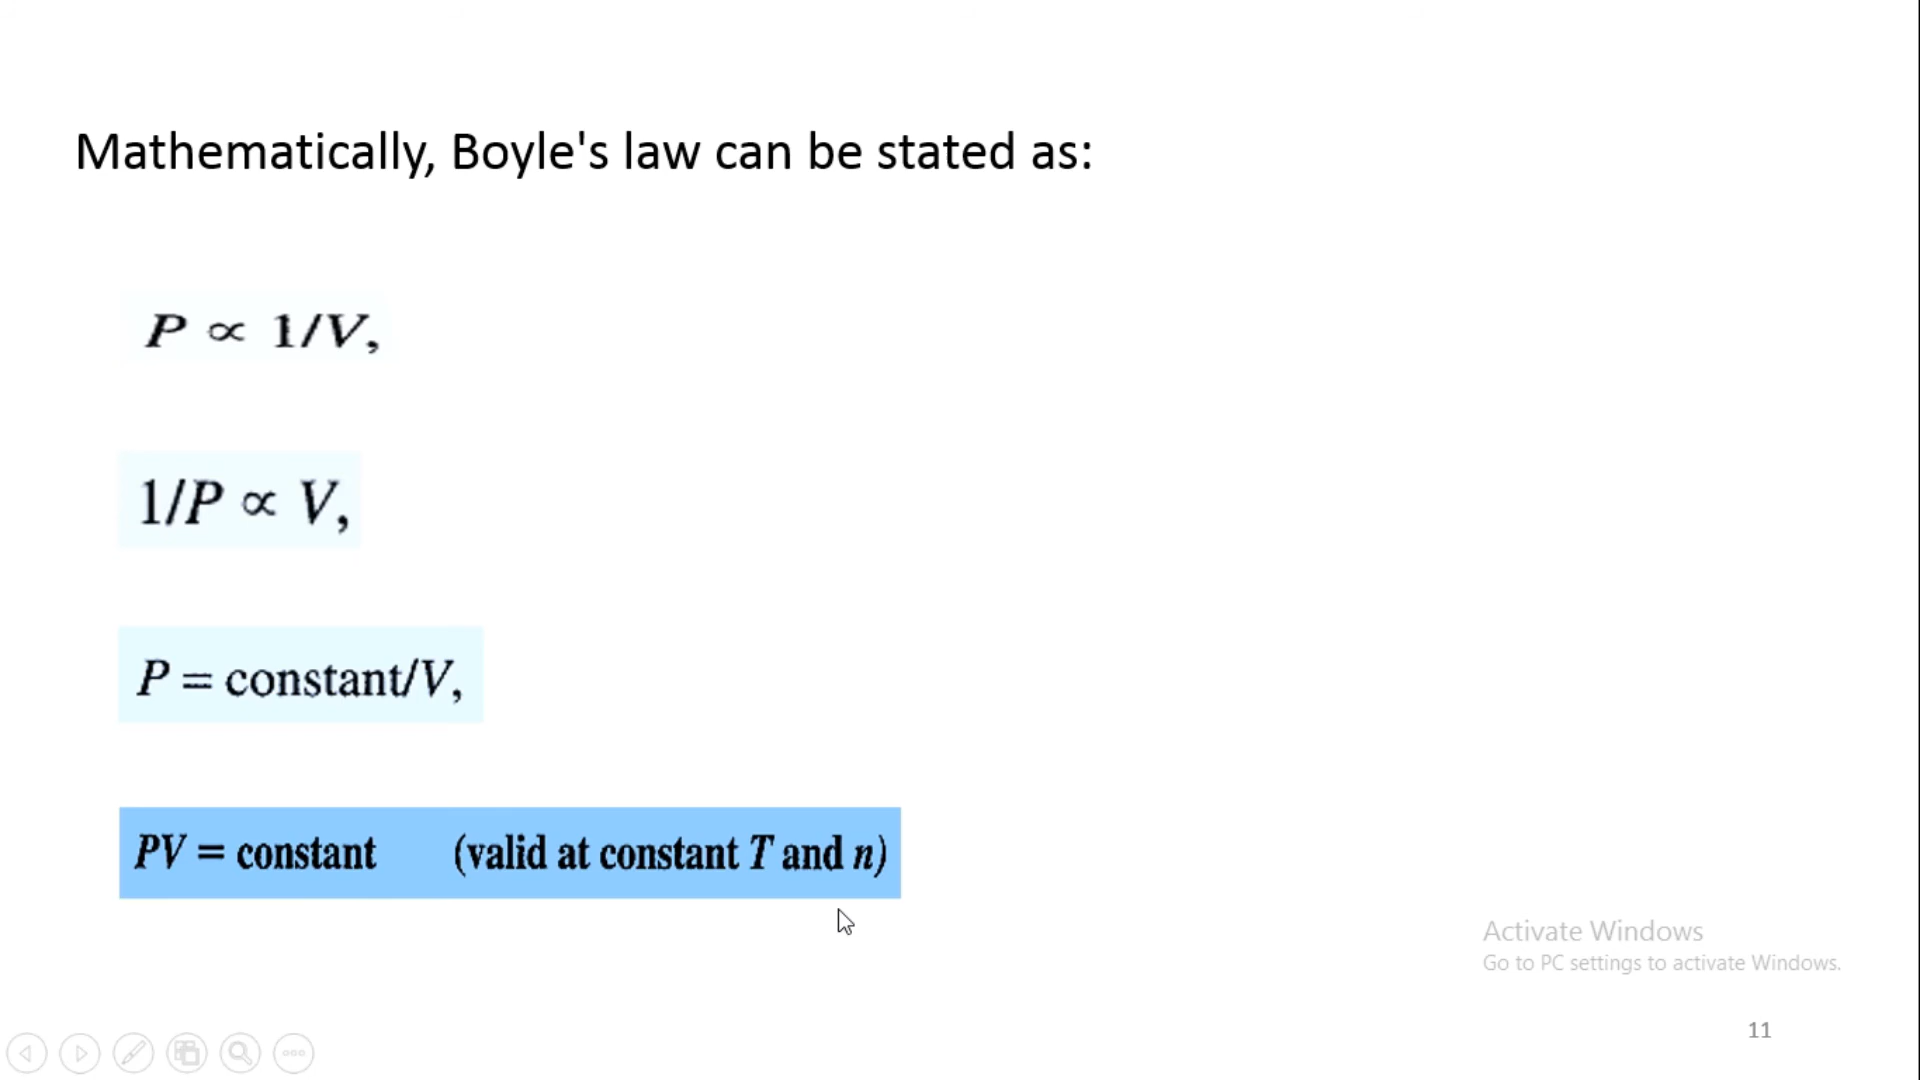 Mathematically, Boyle's law can be stated as:
P ∝ 1/V,
1/P ∝ V,
P = constant/V,
PV = constant (valid at constant T and n)
Activate Windows
Go to PC settings to activate Windows.
11